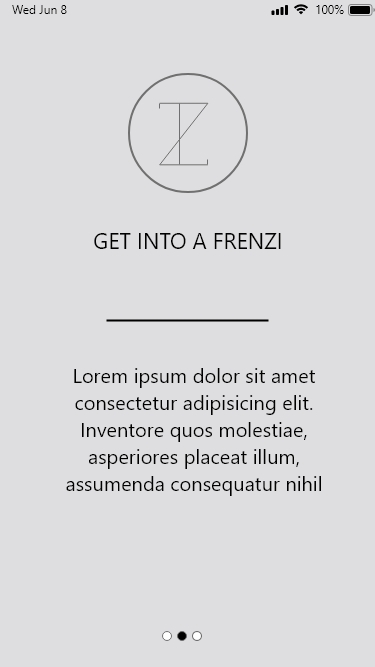 Wed Jun 8
100%
Z
GET INTO A FRENZI
Lorem ipsum dolor sit amet
consectetur adipisicing elit.
Inventore quos molestiae,
asperiores placeat illum,
assumenda consequatur nihil